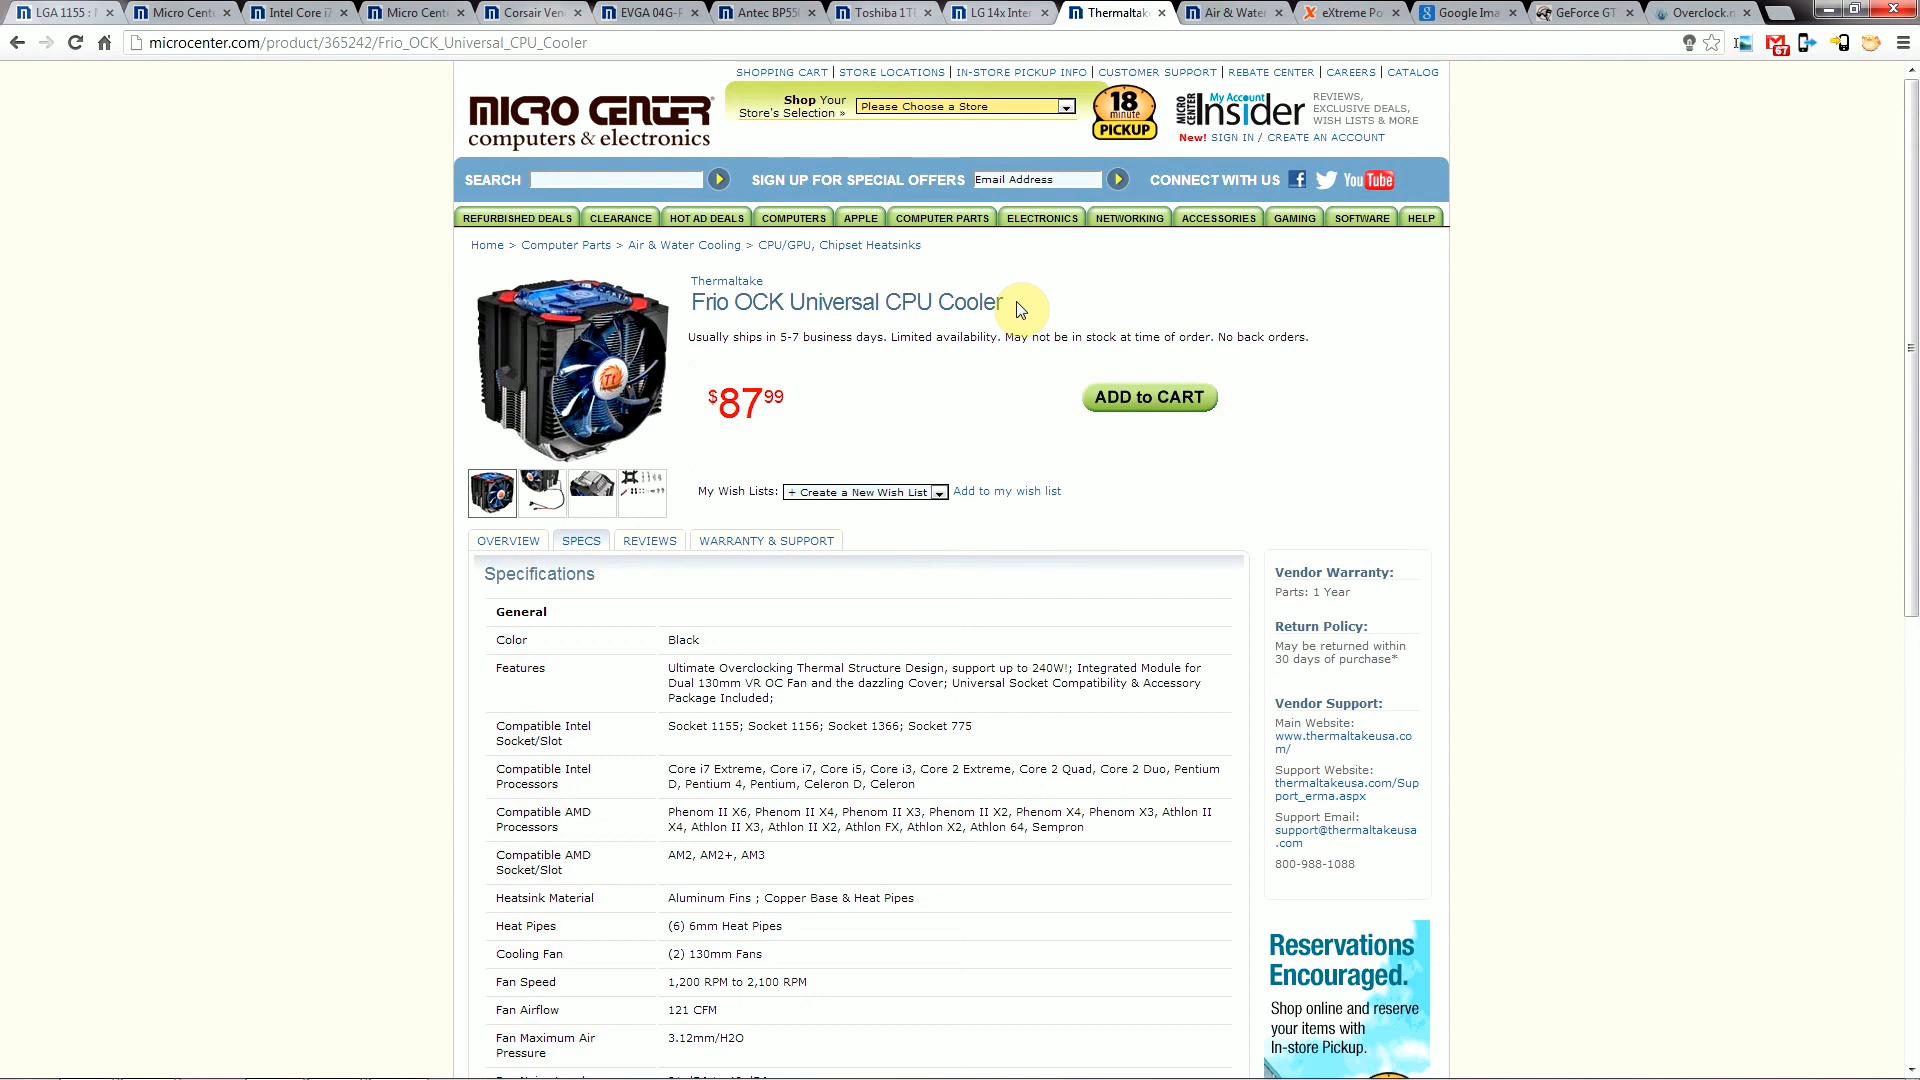 LGA 1155 : M
Micro Cente
Intel Core i7
Micro Cente
Corsair Ven
EVGA 04G-P
Antec BP550
Toshiba 1TB
LG 14x Inter
Thermaltake
Air & Water
eXtreme Po
Google Ima
GeForce GT
Overclock.n
microcenter.com/product/365242/Frio_OCK_Universal_CPU_Cooler
67
SHOPPING CART | STORE LOCATIONS | IN-STORE PICKUP INFO | CUSTOMER SUPPORT | REBATE CENTER | CAREERS | CATALOG
MICRO CENTER
computers & electronics
Shop Your
Store's Selection »
Please Choose a Store
18
minute
PICKUP
MICRO CENTER
My Account
Insider
REVIEWS,
EXCLUSIVE DEALS,
WISH LISTS & MORE
New! SIGN IN / CREATE AN ACCOUNT
SEARCH
SIGN UP FOR SPECIAL OFFERS
Email Address
CONNECT WITH US
YouTube
REFURBISHED DEALS
CLEARANCE
HOT AD DEALS
COMPUTERS
APPLE
COMPUTER PARTS
ELECTRONICS
NETWORKING
ACCESSORIES
GAMING
SOFTWARE
HELP
Home > Computer Parts > Air & Water Cooling > CPU/GPU, Chipset Heatsinks
Thermaltake
Frio OCK Universal CPU Cooler
Usually ships in 5-7 business days. Limited availability. May not be in stock at time of order. No back orders.
$87 99
ADD to CART
My Wish Lists: + Create a New Wish List Add to my wish list
OVERVIEW
SPECS
REVIEWS
WARRANTY & SUPPORT
Specifications
General
Color
Black
Features
Ultimate Overclocking Thermal Structure Design, support up to 240W!; Integrated Module for
Dual 130mm VR OC Fan and the dazzling Cover; Universal Socket Compatibility & Accessory
Package Included;
Compatible Intel
Socket/Slot
Socket 1155; Socket 1156; Socket 1366; Socket 775
Compatible Intel
Processors
Core i7 Extreme, Core i7, Core i5, Core i3, Core 2 Extreme, Core 2 Quad, Core 2 Duo, Pentium
D, Pentium 4, Pentium, Celeron D, Celeron
Compatible AMD
Processors
Phenom II X6, Phenom II X4, Phenom II X3, Phenom II X2, Phenom X4, Phenom X3, Athlon II
X4, Athlon II X3, Athlon II X2, Athlon FX, Athlon X2, Athlon 64, Sempron
Compatible AMD
Socket/Slot
AM2, AM2+, AM3
Heatsink Material
Aluminum Fins ; Copper Base & Heat Pipes
Heat Pipes
(6) 6mm Heat Pipes
Cooling Fan
(2) 130mm Fans
Fan Speed
1,200 RPM to 2,100 RPM
Fan Airflow
121 CFM
Fan Maximum Air
Pressure
3.12mm/H2O
Vendor Warranty:
Parts: 1 Year
Return Policy:
May be returned within
30 days of purchase*
Vendor Support:
Main Website:
www.thermaltakeusa.co
m/
Support Website:
thermaltakeusa.com/Sup
port_erma.aspx
Support Email:
support@thermaltakeusa
.com
800-988-1088
Reservations
Encouraged.
Shop online and reserve
your items with
In-store Pickup.